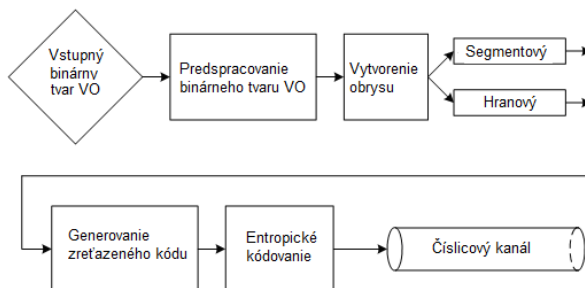 Vstupný
binárny
tvar VO
Predspracovanie
binárneho tvaru VO
Vytvorenie
obrysu
Segmentový
Hranový
Generovanie
zreťazeného kódu
Entropické
kódovanie
Číslicový kanál